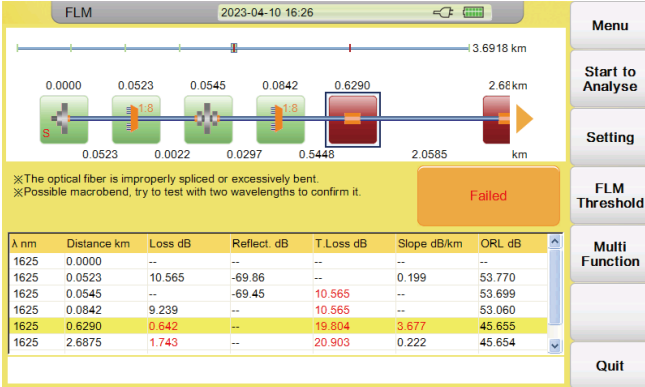 FLM 2023-04-10 16:26
Menu
3.6918 km
Start to
Analyse
0.0000 0.0523 0.0545 0.0842 0.6290 2.68 km
1:8 1:8
S
Setting
0.0523 0.0022 0.0297 0.5448 2.0585 km
※The optical fiber is improperly spliced or excessively bent.
※Possible macrobend, try to test with two wavelengths to confirm it.
Failed
FLM
Threshold
λ nm Distance km Loss dB Reflect. dB T.Loss dB Slope dB/km ORL dB
Multi
Function
1625 0.0000 -- -- -- -- --
1625 0.0523 10.565 -69.86 -- 0.199 53.770
1625 0.0545 -- -69.45 10.565 -- 53.699
1625 0.0842 9.239 -- 10.565 -- 53.060
1625 0.6290 0.642 -- 19.804 3.677 45.655
1625 2.6875 1.743 -- 20.903 0.222 45.654
Quit